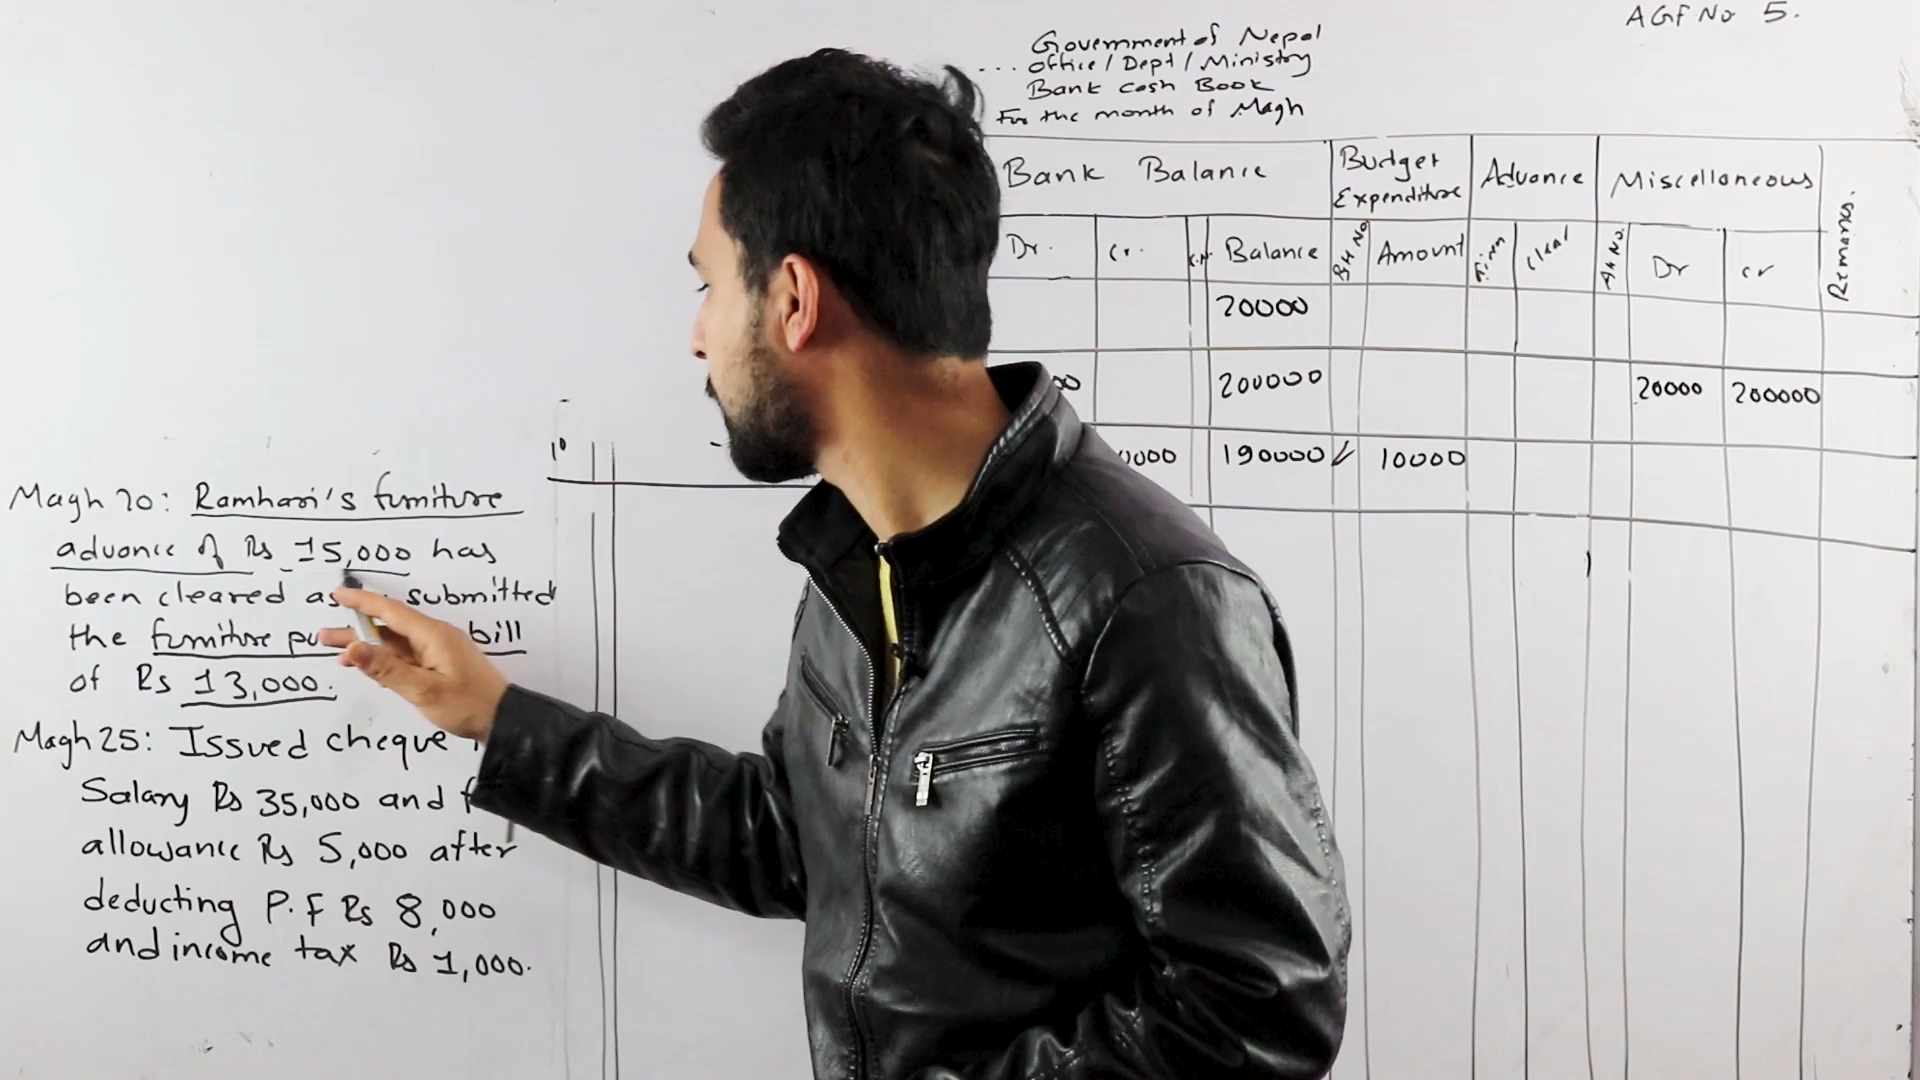 AGF No 5.
Government of Nepal
... Office / Dept / Ministry
Bank Cash Book
For the month of Magh
Bank Balance Budget Expenditure Advance Miscellaneous Remarks.
Dr. Cr. Balance BH No Amount Dr cr
20000
200000 20000 200000
190000 10000
10
Magh 20: Ramhari's furniture
advance of Rs 15,000 has
been cleared as submitted
the furniture bill
of Rs 13,000.
Magh 25: Issued cheque
Salary Rs 35,000 and
allowance Rs 5,000 after
deducting P.F Rs 8,000
and income tax Rs 1,000.